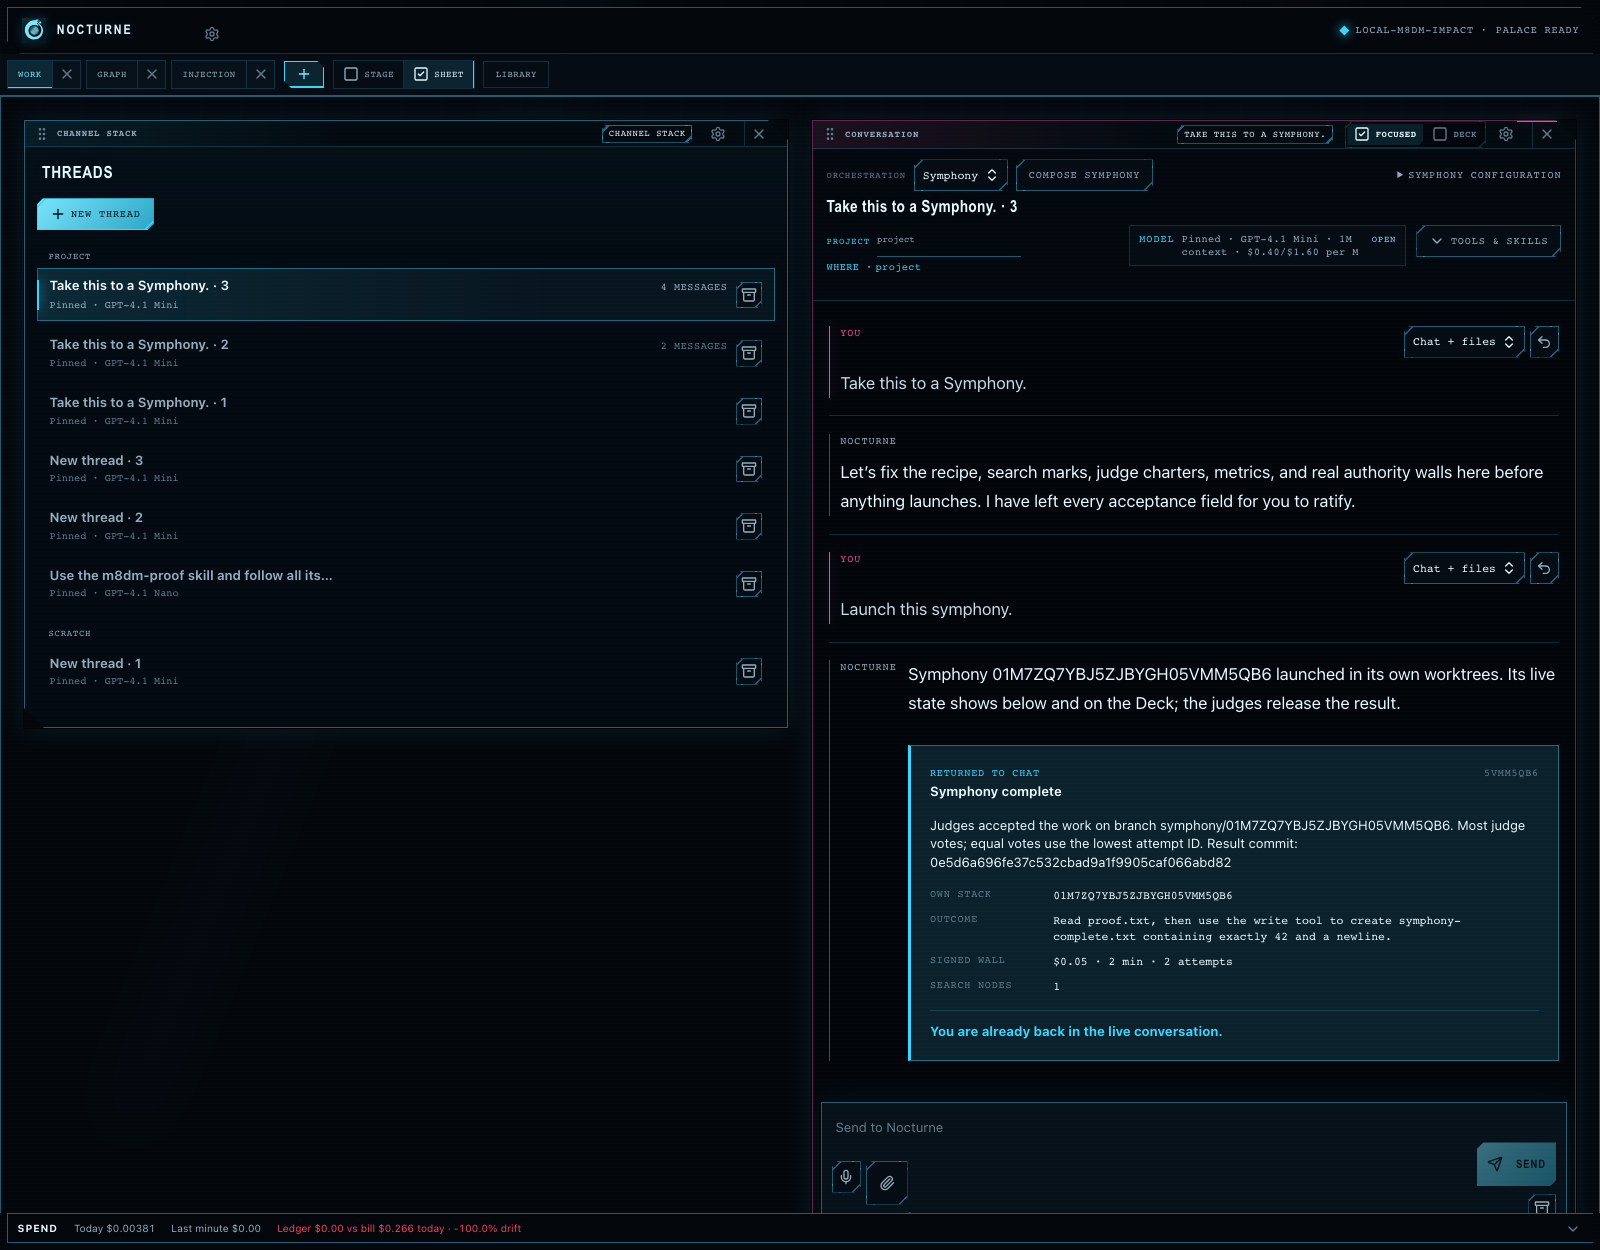 NOCTURNE
LOCAL-M8DM-IMPACT · PALACE READY
WORK
GRAPH
INJECTION
STAGE
SHEET
LIBRARY
CHANNEL STACK
CHANNEL STACK
THREADS
NEW THREAD
PROJECT
Take this to a Symphony. · 3
4 MESSAGES
Pinned · GPT-4.1 Mini
Take this to a Symphony. · 2
2 MESSAGES
Pinned · GPT-4.1 Mini
Take this to a Symphony. · 1
Pinned · GPT-4.1 Mini
New thread · 3
Pinned · GPT-4.1 Mini
New thread · 2
Pinned · GPT-4.1 Mini
Use the m8dm-proof skill and follow all its...
Pinned · GPT-4.1 Nano
SCRATCH
New thread · 1
Pinned · GPT-4.1 Mini
CONVERSATION
TAKE THIS TO A SYMPHONY.
FOCUSED
DECK
ORCHESTRATION
Symphony
COMPOSE SYMPHONY
SYMPHONY CONFIGURATION
Take this to a Symphony. · 3
PROJECT project
WHERE · project
MODEL Pinned · GPT-4.1 Mini · 1M
context · $0.40/$1.60 per M
OPEN
TOOLS & SKILLS
YOU
Chat + files
Take this to a Symphony.
NOCTURNE
Let's fix the recipe, search marks, judge charters, metrics, and real authority walls here before
anything launches. I have left every acceptance field for you to ratify.
YOU
Chat + files
Launch this symphony.
NOCTURNE
Symphony 01M7ZQ7YBJ5ZJBYGH05VMM5QB6 launched in its own worktrees. Its live
state shows below and on the Deck; the judges release the result.
RETURNED TO CHAT
5VMM5QB6
Symphony complete
Judges accepted the work on branch symphony/01M7ZQ7YBJ5ZJBYGH05VMM5QB6. Most judge
votes; equal votes use the lowest attempt ID. Result commit:
0e5d6a696fe37c532cbad9a1f9905caf066abd82
OWN STACK
01M7ZQ7YBJ5ZJBYGH05VMM5QB6
OUTCOME
Read proof.txt, then use the write tool to create symphony-
complete.txt containing exactly 42 and a newline.
SIGNED WALL
$0.05 · 2 min · 2 attempts
SEARCH NODES
1
You are already back in the live conversation.
Send to Nocturne
SEND
SPEND
Today $0.00381
Last minute $0.00
Ledger $0.00 vs bill $0.266 today · -100.0% drift